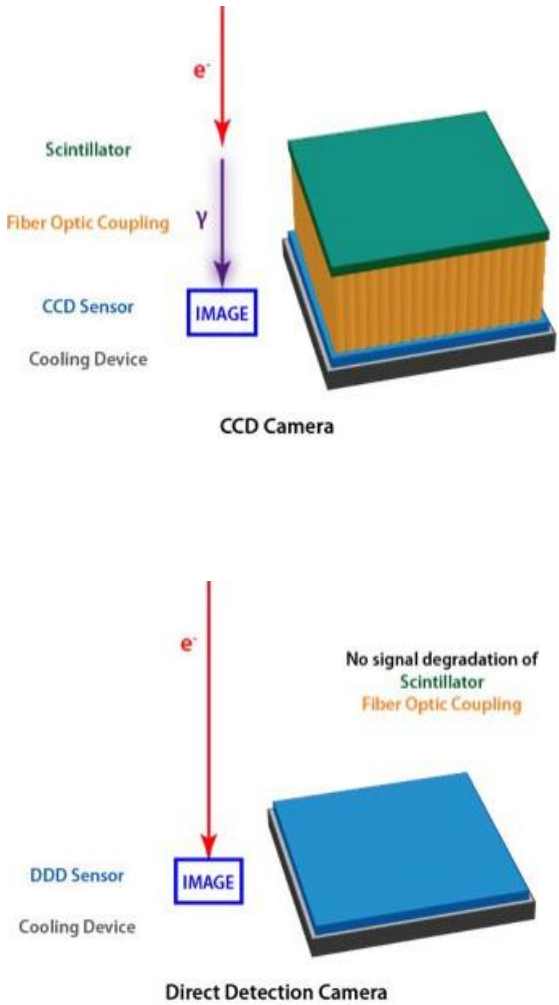 e-
Scintillator
Fiber Optic Coupling
γ
CCD Sensor
IMAGE
Cooling Device
CCD Camera
e-
No signal degradation of
Scintillator
Fiber Optic Coupling
DDD Sensor
IMAGE
Cooling Device
Direct Detection Camera